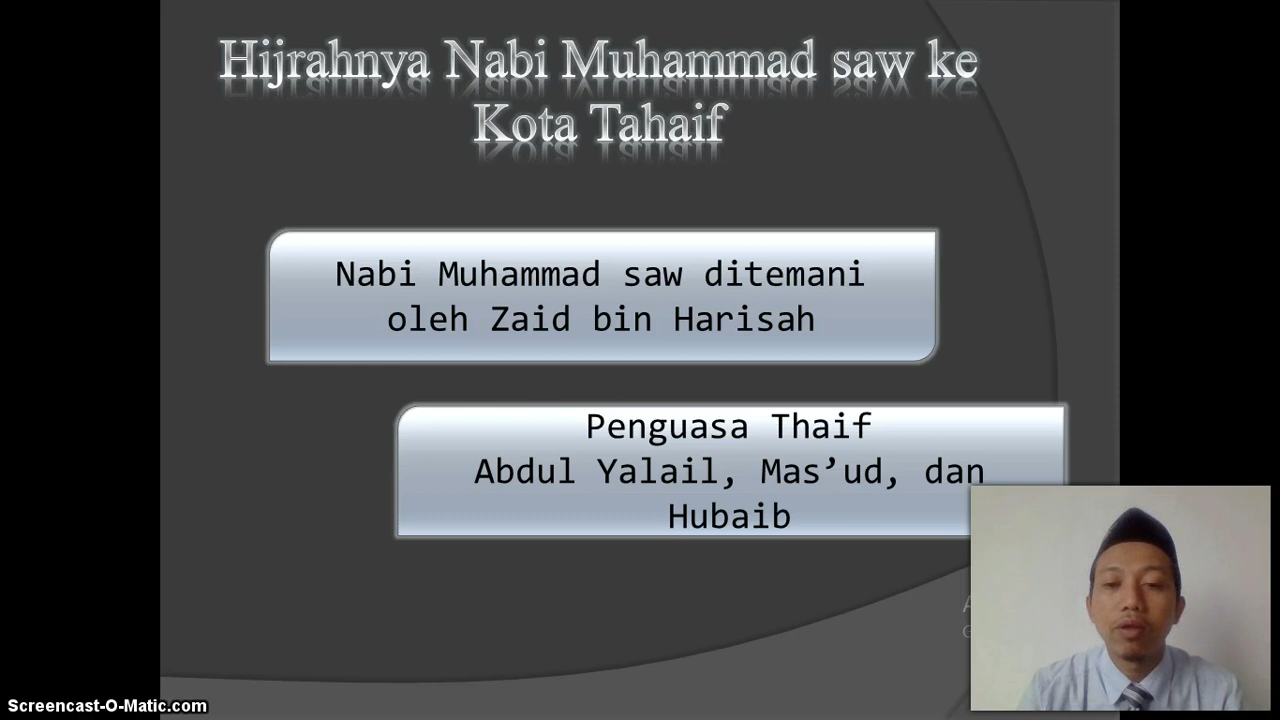 Hijrahnya Nabi Muhammad saw ke
Kota Tahaif
Nabi Muhammad saw ditemani
oleh Zaid bin Harisah
Penguasa Thaif
Abdul Yalail, Mas’ud, dan
Hubaib
Screencast-O-Matic.com